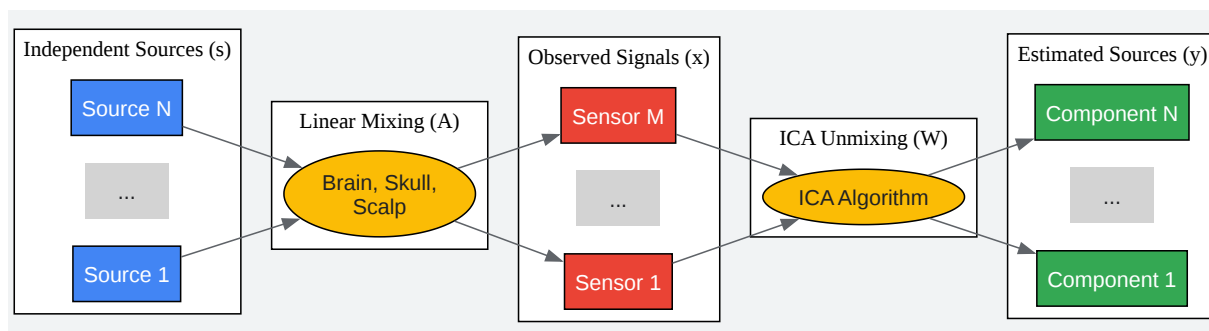 Independent Sources (s)
Source N
...
Source 1
Linear Mixing (A)
Brain, Skull,
Scalp
Observed Signals (x)
Sensor M
...
Sensor 1
ICA Unmixing (W)
ICA Algorithm
Estimated Sources (y)
Component N
...
Component 1